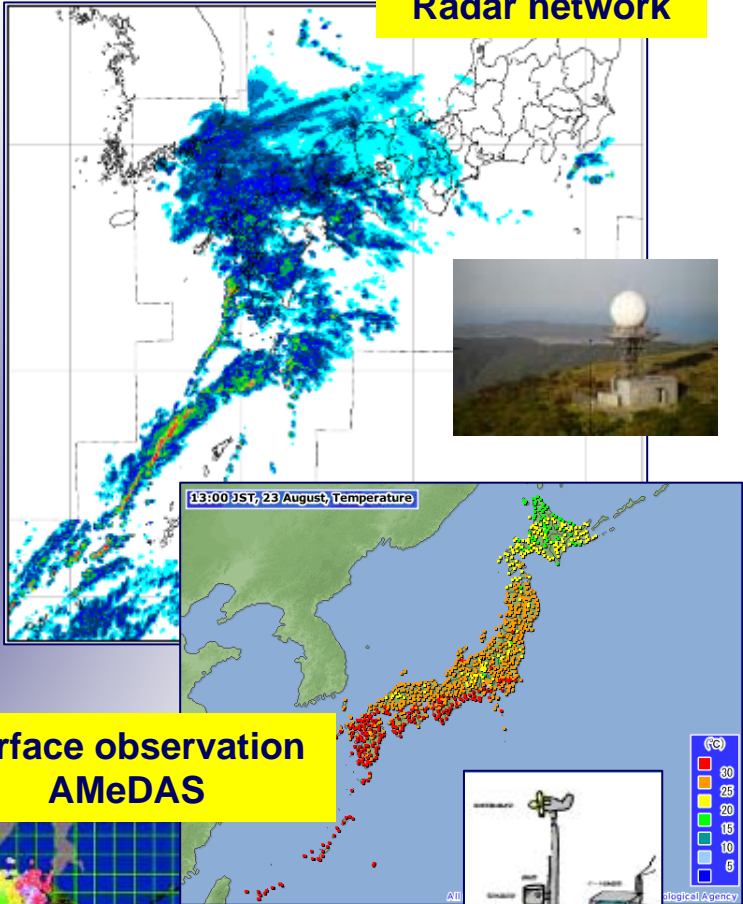 Radar network
13:00 JST, 23 August, Temperature
rface observation
AMeDAS
(℃)
30
25
20
15
10
5
All
ological Agency